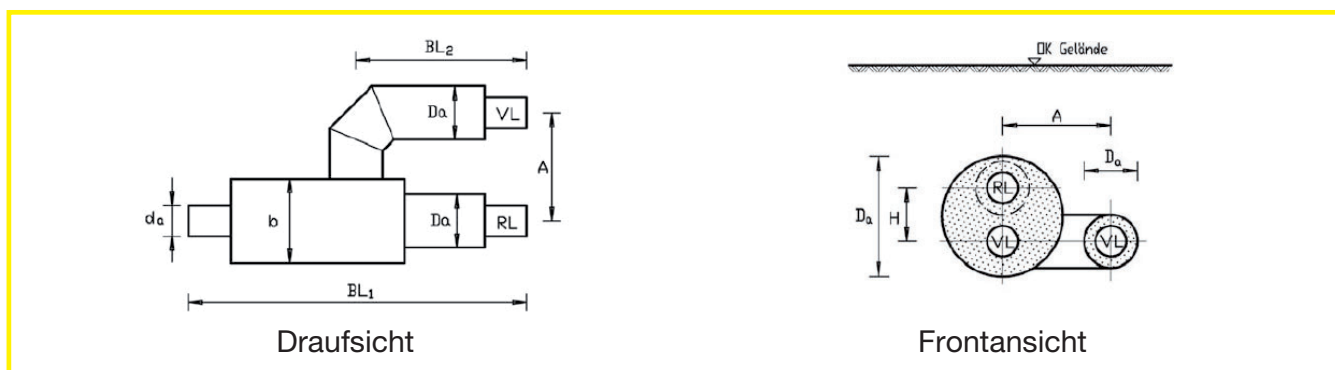 BL₂
Da
VL
A
dₐ
b
Da
RL
BL₁
Draufsicht
OK Gelände
A
Dₐ
Dₐ
H
RL
VL
VL
Frontansicht